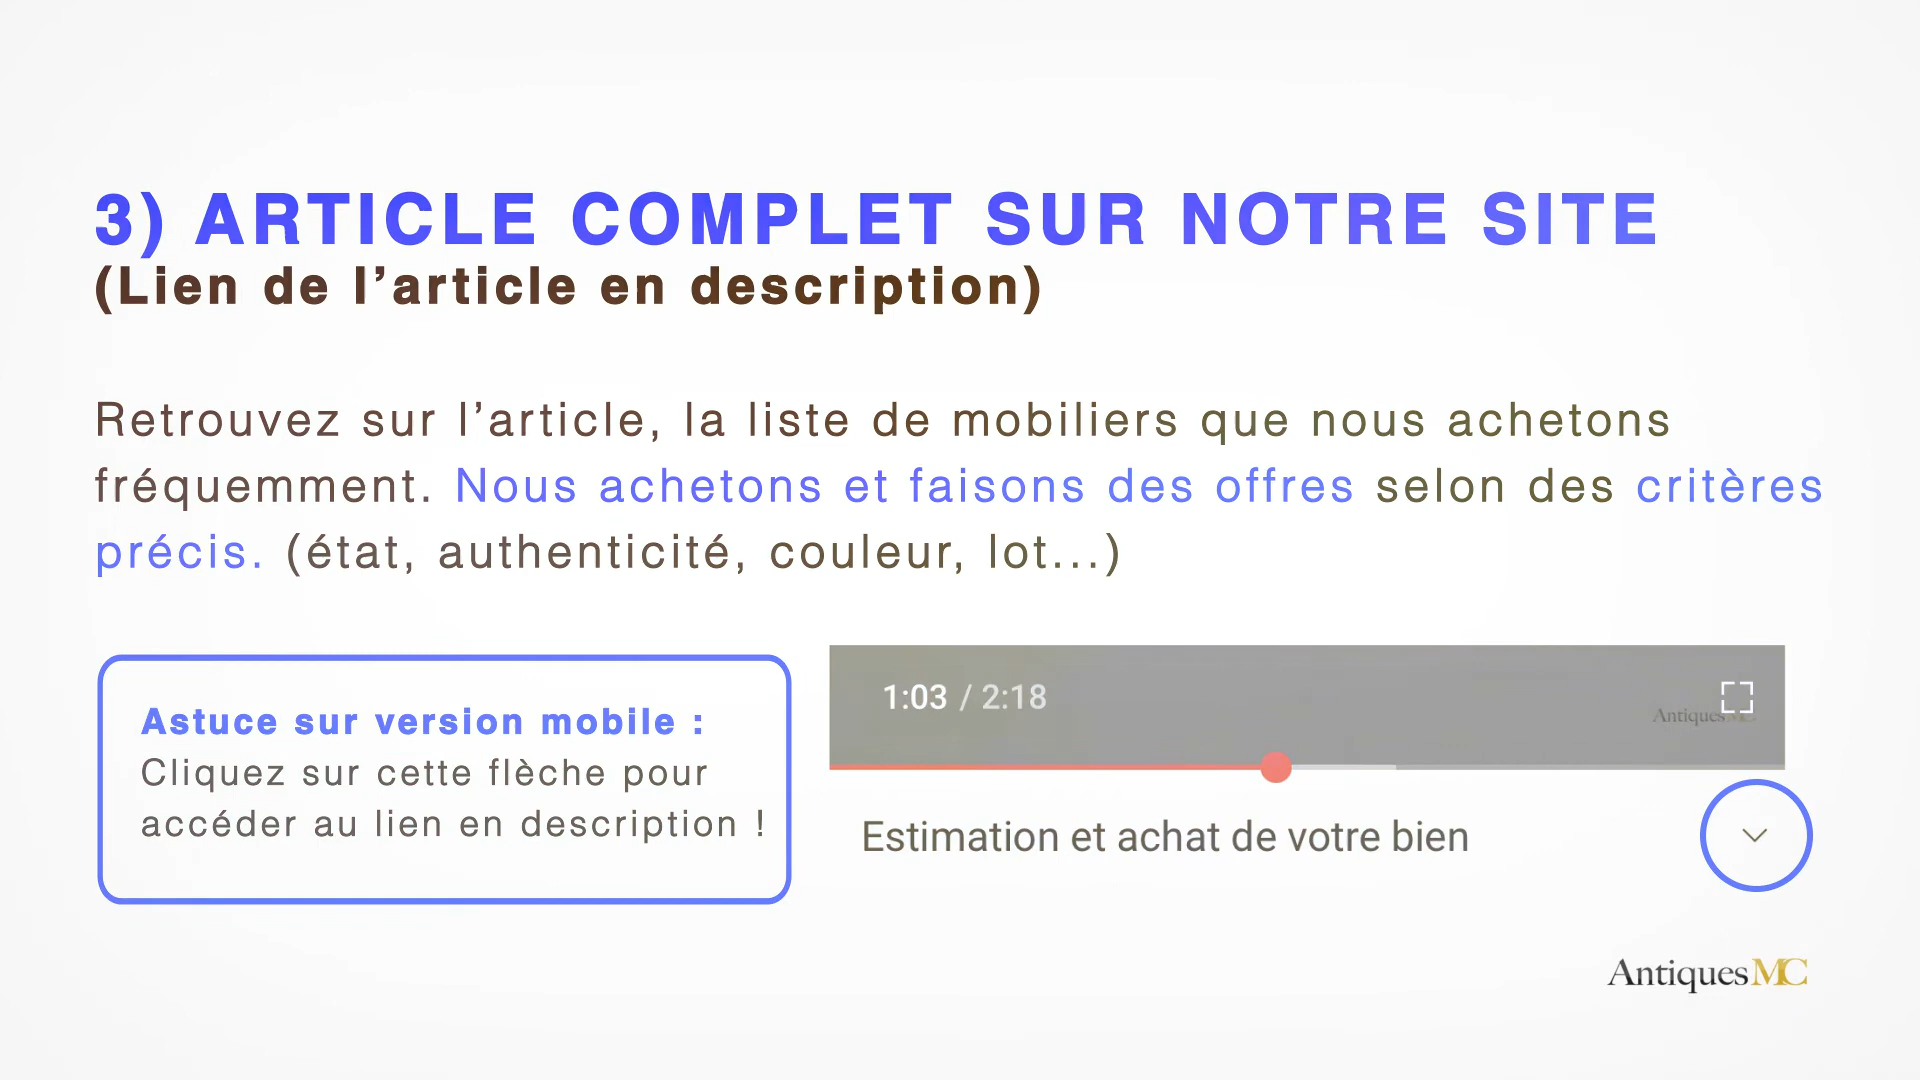 3) ARTICLE COMPLET SUR NOTRE SITE
(Lien de l’article en description)
Retrouvez sur l’article, la liste de mobiliers que nous achetons
fréquemment. Nous achetons et faisons des offres selon des critères
précis. (état, authenticité, couleur, lot...)
Astuce sur version mobile :
Cliquez sur cette flèche pour
accéder au lien en description !
1:03 / 2:18
AntiquesMC
Estimation et achat de votre bien
AntiquesMC